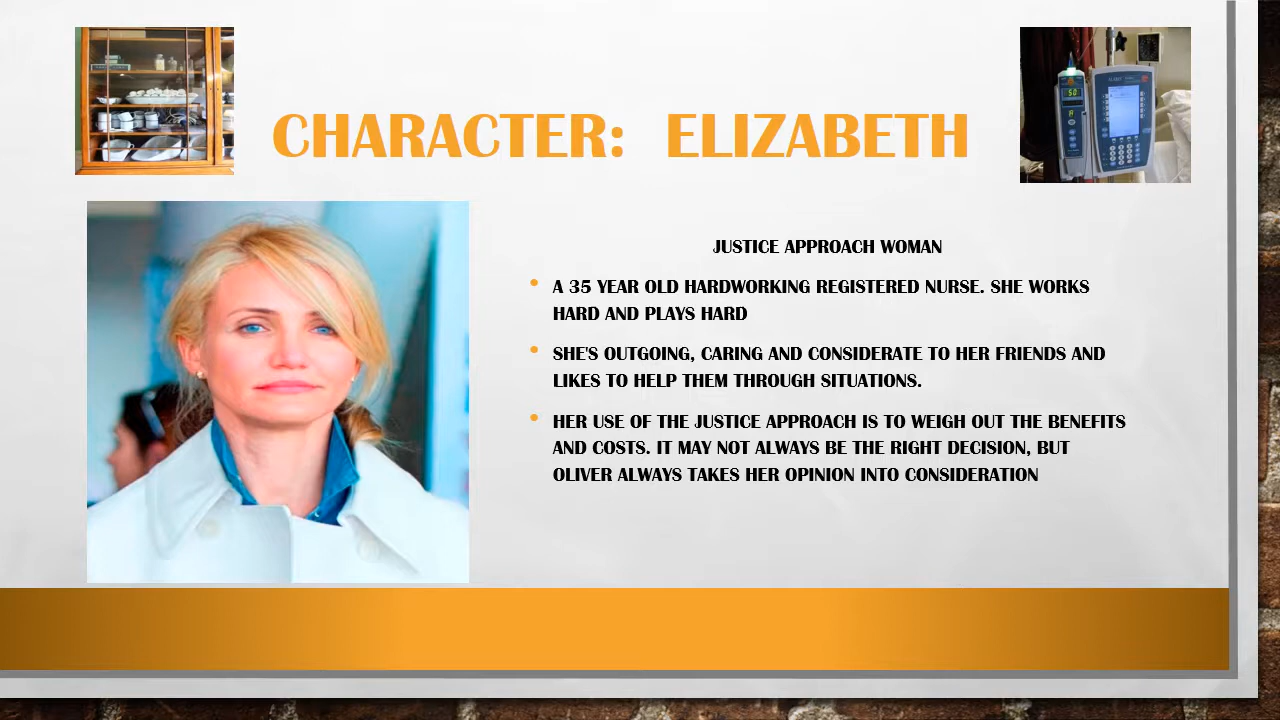 CHARACTER: ELIZABETH
JUSTICE APPROACH WOMAN
• A 35 YEAR OLD HARDWORKING REGISTERED NURSE. SHE WORKS
HARD AND PLAYS HARD
• SHE'S OUTGOING, CARING AND CONSIDERATE TO HER FRIENDS AND
LIKES TO HELP THEM THROUGH SITUATIONS.
• HER USE OF THE JUSTICE APPROACH IS TO WEIGH OUT THE BENEFITS
AND COSTS. IT MAY NOT ALWAYS BE THE RIGHT DECISION, BUT
OLIVER ALWAYS TAKES HER OPINION INTO CONSIDERATION